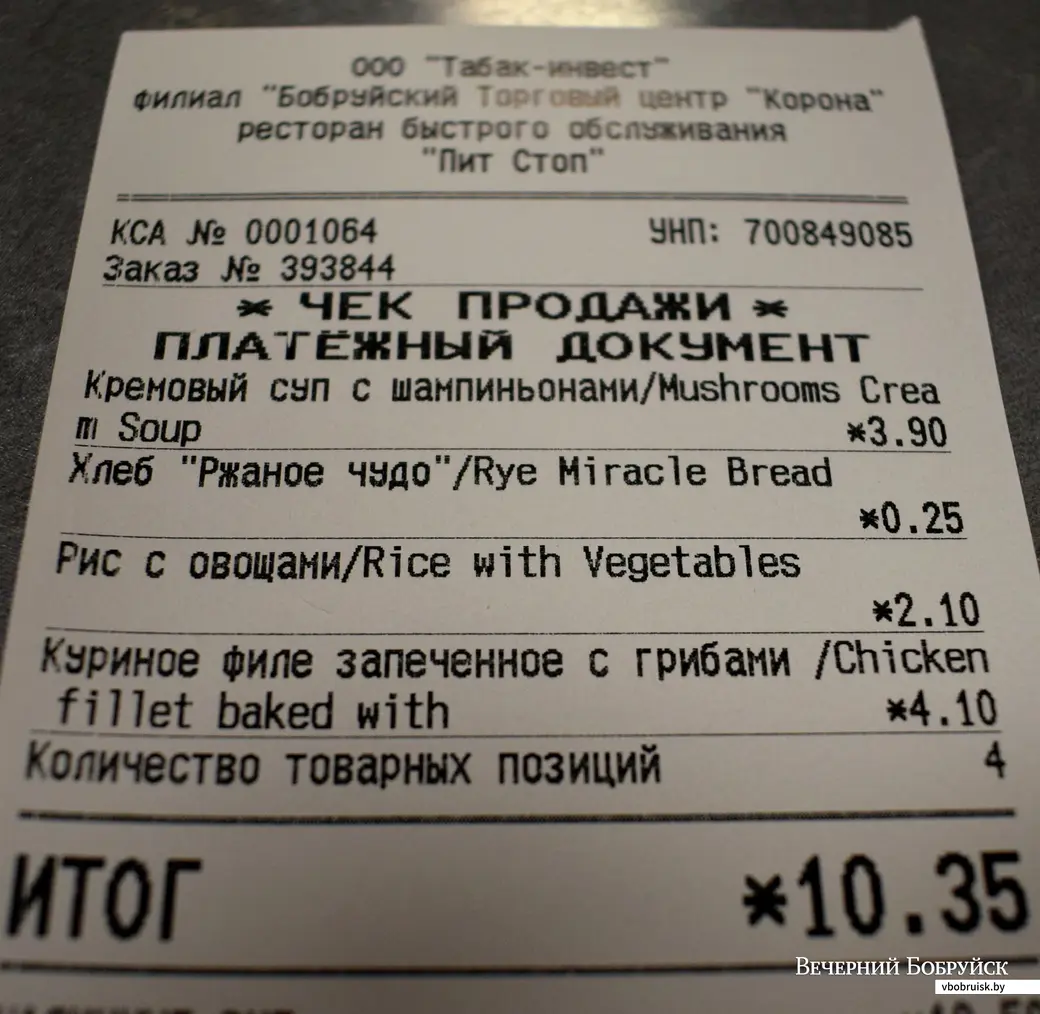 ООО "Табак-инвест"
филиал "Бобруйский Торговый центр "Корона"
ресторан быстрого обслуживания
"Пит Стоп"
КСА № 0001064 УНП: 700849085
Заказ № 393844
* ЧЕК ПРОДАЖИ *
ПЛАТЁЖНЫЙ ДОКУМЕНТ
Кремовый суп с шампиньонами/Mushrooms Crea
m Soup *3.90
Хлеб "Ржаное чудо"/Rye Miracle Bread
*0.25
Рис с овощами/Rice with Vegetables
*2.10
Куриное филе запеченное с грибами /Chicken
fillet baked with *4.10
Количество товарных позиций 4
ИТОГ *10.35
Вечерний Бобруйск
vbobruisk.by